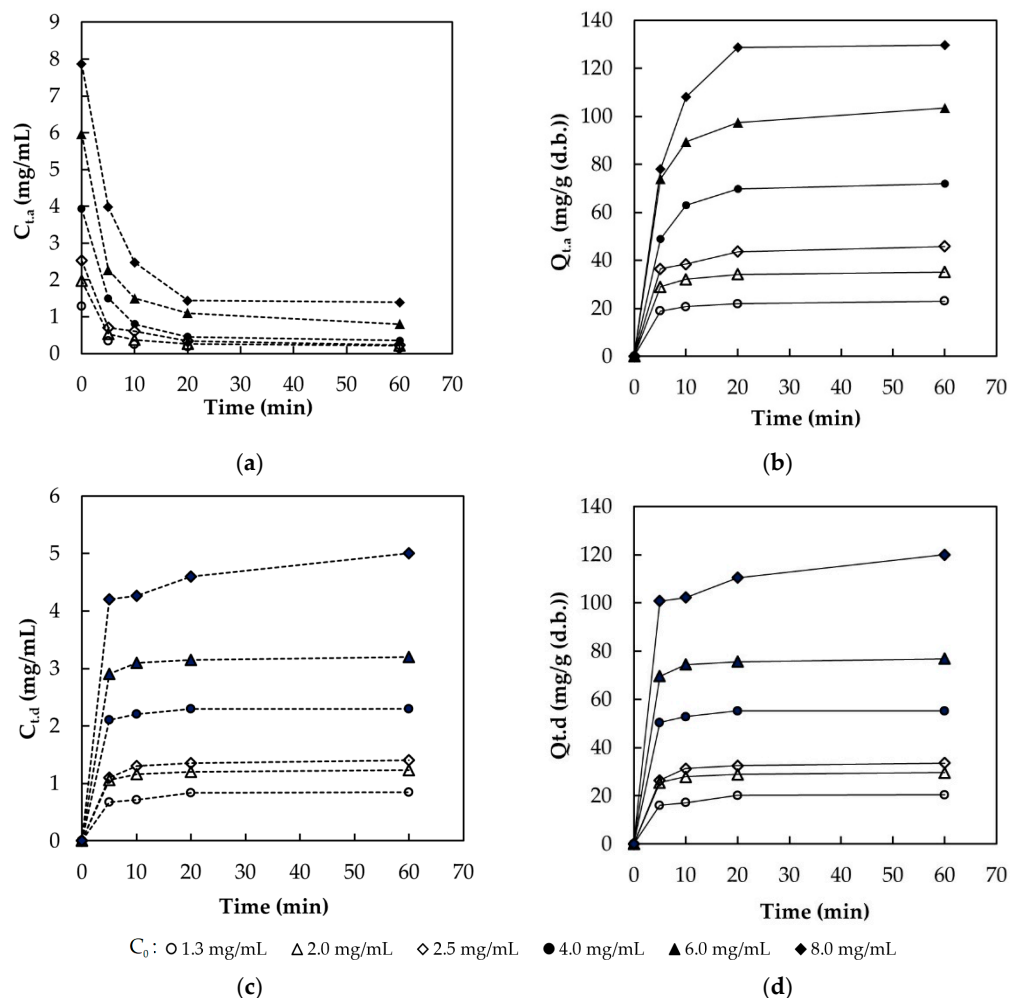 9
8
7
6
5
4
3
2
1
0
C_t.a (mg/mL)
0 10 20 30 40 50 60 70
Time (min)
(a)
140
120
100
80
60
40
20
0
Q_t.a (mg/g (d.b.))
0 10 20 30 40 50 60 70
Time (min)
(b)
6
5
4
3
2
1
0
C_t.d (mg/mL)
0 10 20 30 40 50 60 70
Time (min)
140
120
100
80
60
40
20
0
Qt.d (mg/g (d.b.))
0 10 20 30 40 50 60 70
Time (min)
C_0 : 1.3 mg/mL 2.0 mg/mL 2.5 mg/mL 4.0 mg/mL 6.0 mg/mL 8.0 mg/mL
(c) (d)